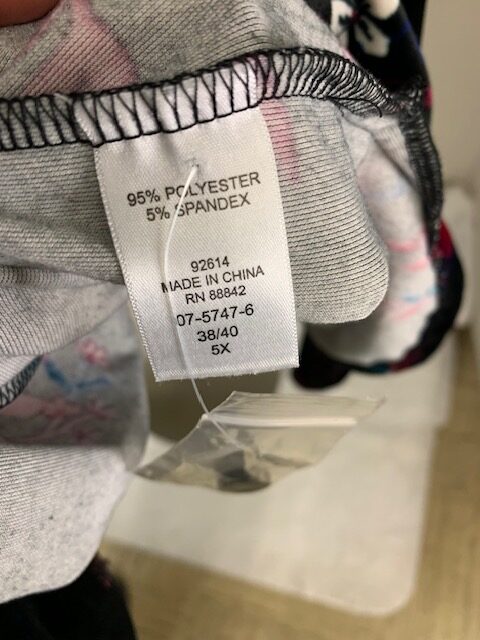 95% POLYESTER
5% SPANDEX
92614
MADE IN CHINA
RN 88842
07-5747-6
38/40
5X